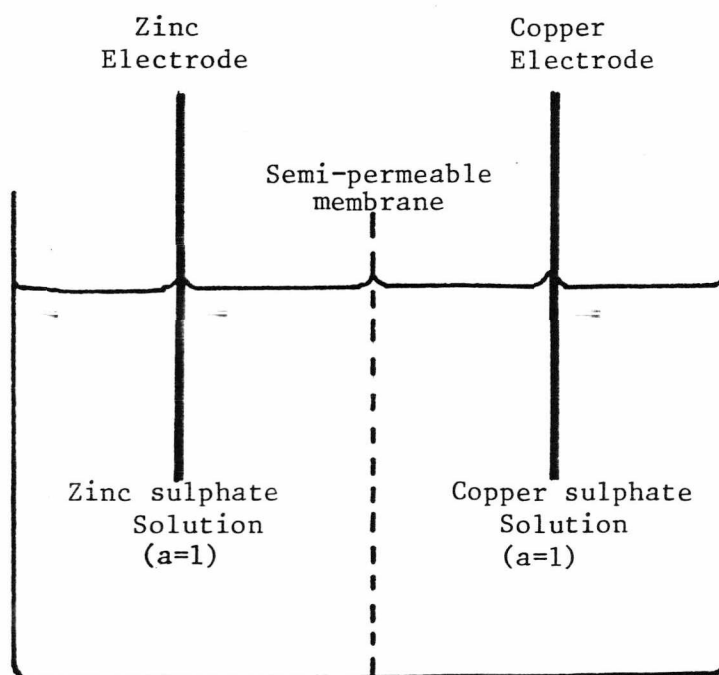 Zinc
Electrode
Copper
Electrode
Semi-permeable
membrane
Zinc sulphate
Solution
(a=1)
Copper sulphate
Solution
(a=1)